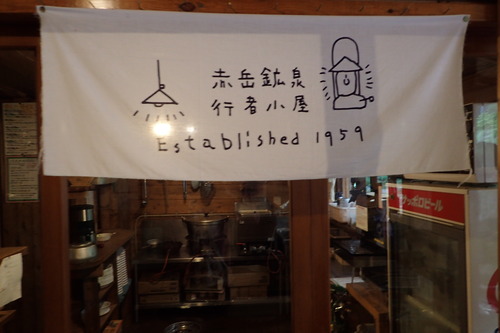 赤岳鉱泉
行者小屋
Established 1959
サッポロビール